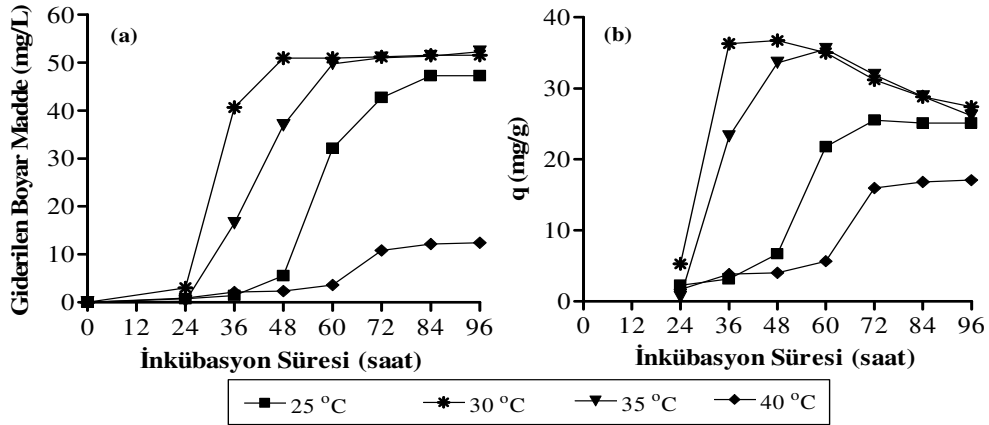 (a)
Giderilen Boyar Madde (mg/L)
60
50
40
30
20
10
0
0 12 24 36 48 60 72 84 96
İnkübasyon Süresi (saat)
(b)
q (mg/g)
40
30
20
10
0
0 12 24 36 48 60 72 84 96
İnkübasyon Süresi (saat)
25 °C 30 °C 35 °C 40 °C